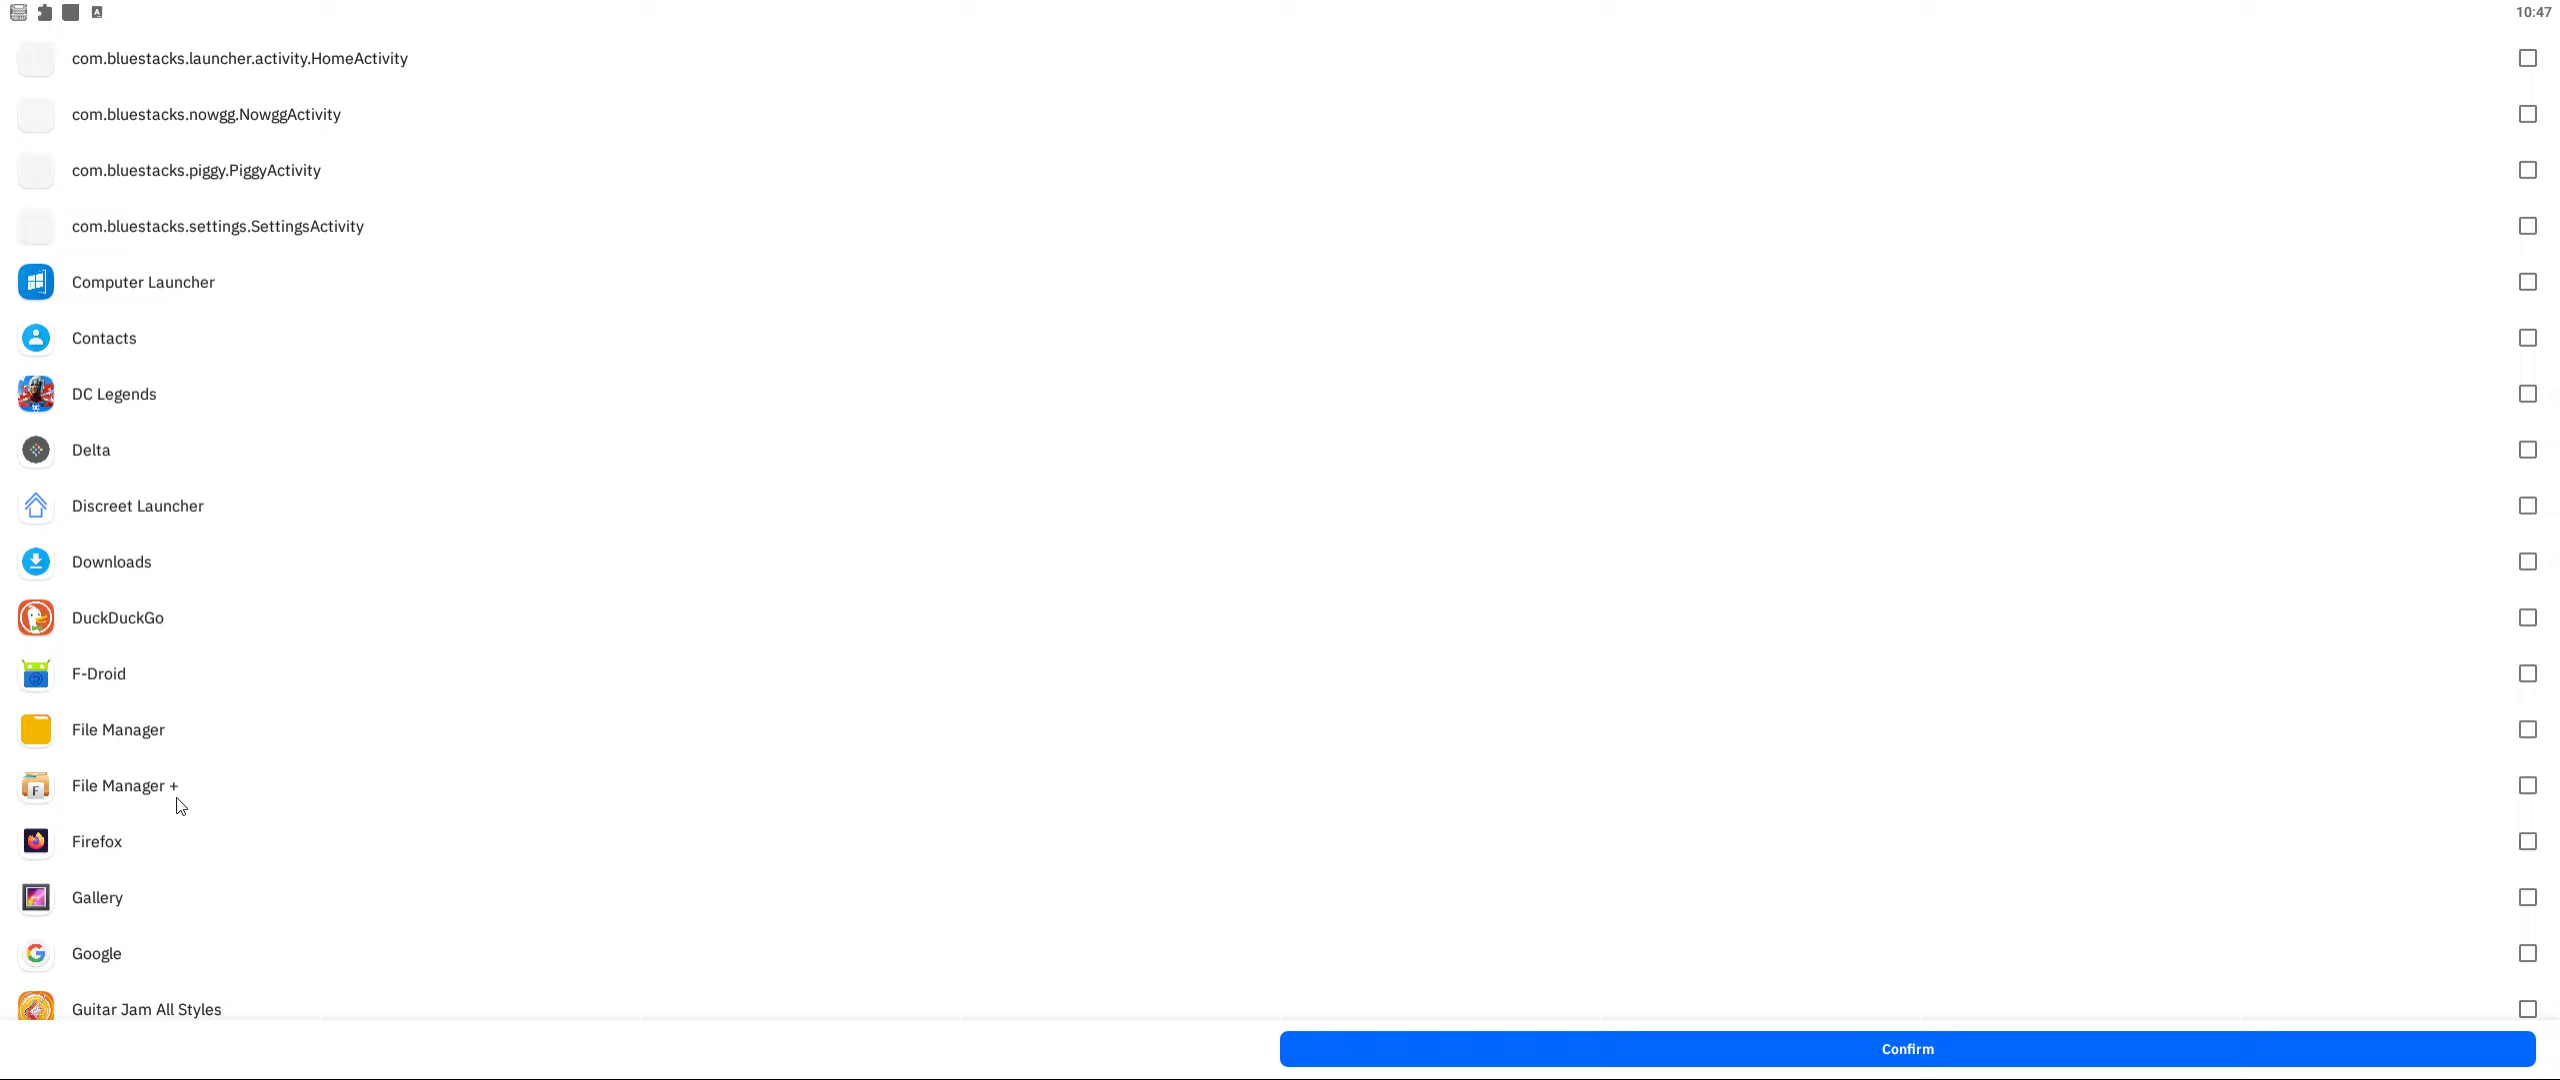 10:47
com.bluestacks.launcher.activity.HomeActivity
com.bluestacks.nowgg.NowggActivity
com.bluestacks.piggy.PiggyActivity
com.bluestacks.settings.SettingsActivity
Computer Launcher
Contacts
DC Legends
Delta
Discreet Launcher
Downloads
DuckDuckGo
F-Droid
File Manager
File Manager +
Firefox
Gallery
Google
Guitar Jam All Styles
Confirm